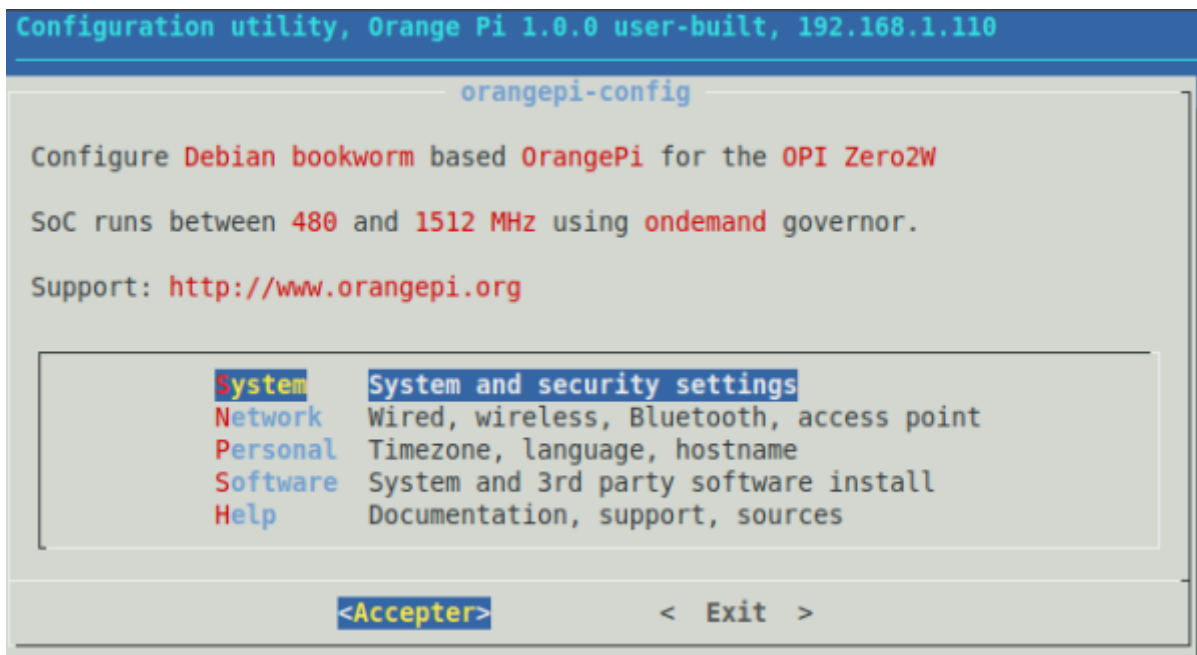 Configuration utility, Orange Pi 1.0.0 user-built, 192.168.1.110
orangepi-config
Configure Debian bookworm based OrangePi for the OPI Zero2W
SoC runs between 480 and 1512 MHz using ondemand governor.
Support: http://www.orangepi.org
System System and security settings
Network Wired, wireless, Bluetooth, access point
Personal Timezone, language, hostname
Software System and 3rd party software install
Help Documentation, support, sources
<Accepter> < Exit >